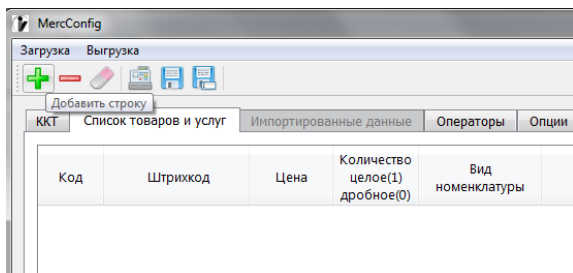 MercConfig
Загрузка Выгрузка
Добавить строку
ККТ Список товаров и услуг Импортированные данные Операторы Опции
Код Штрихкод Цена Количество целое(1) дробное(0) Вид номенклатуры